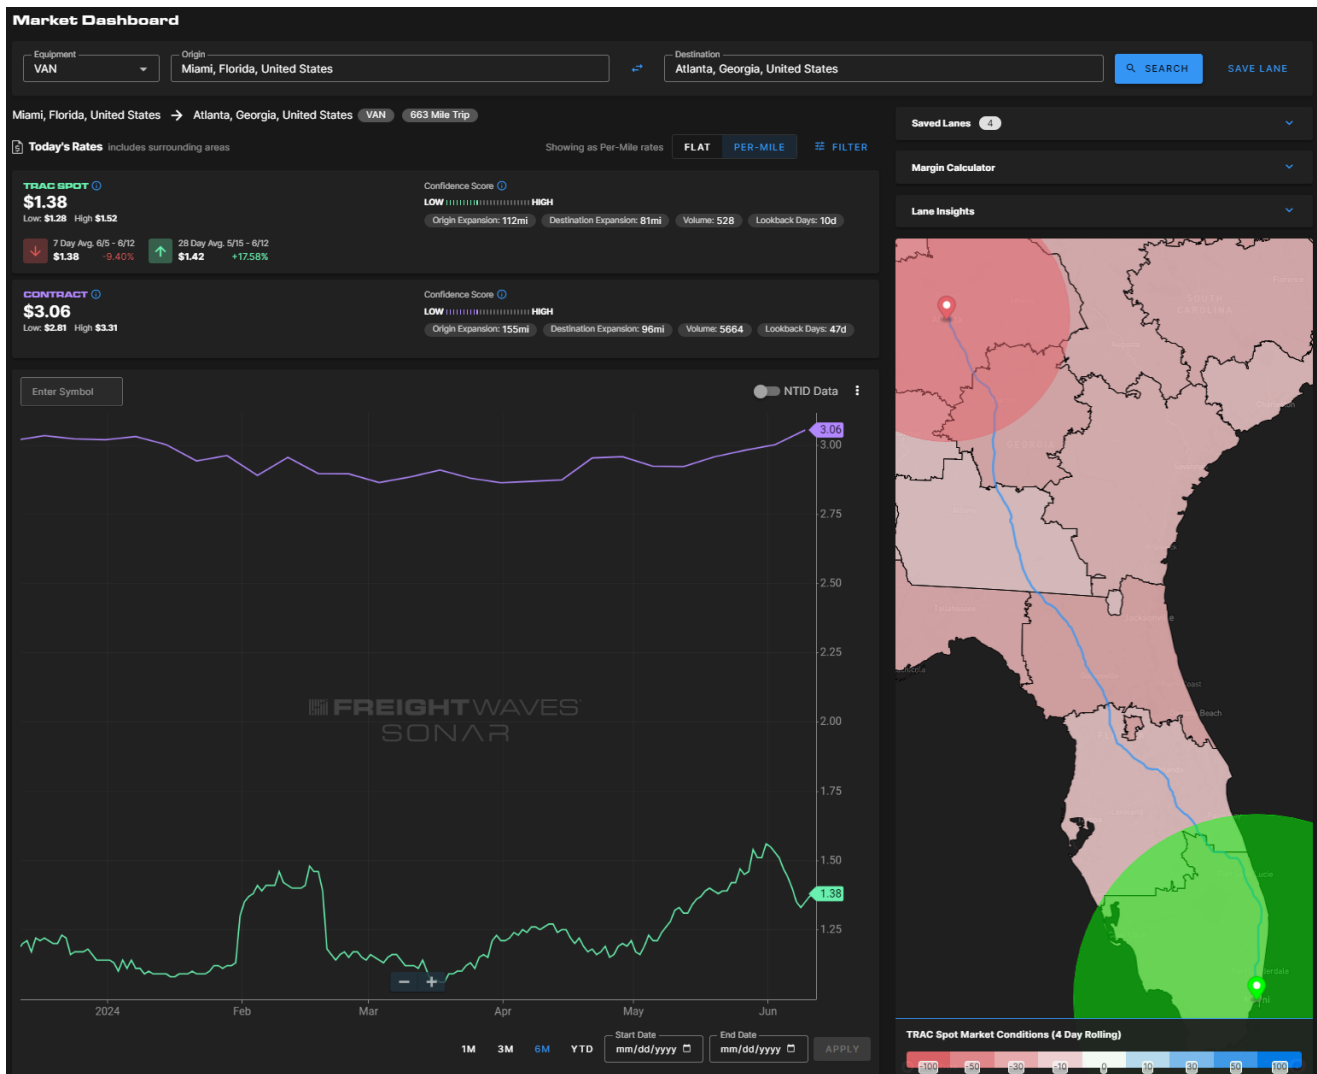 Market Dashboard
Equipment
VAN
Origin
Miami, Florida, United States
Destination
Atlanta, Georgia, United States
SEARCH
SAVE LANE
Miami, Florida, United States → Atlanta, Georgia, United States VAN 663 Mile Trip
Today's Rates includes surrounding areas
Showing as Per-Mile rates FLAT PER-MILE FILTER
TRAC SPOT
$1.38
Low: $1.28 High $1.52
7 Day Avg. 6/5 - 6/12
$1.38 -9.40%
28 Day Avg. 5/15 - 6/12
$1.42 +17.58%
Confidence Score
LOW HIGH
Origin Expansion: 112mi Destination Expansion: 81mi Volume: 528 Lookback Days: 10d
CONTRACT
$3.06
Low: $2.81 High $3.31
Confidence Score
LOW HIGH
Origin Expansion: 155mi Destination Expansion: 96mi Volume: 5664 Lookback Days: 47d
Enter Symbol
NTID Data
3.06
3.00
2.75
2.50
2.25
2.00
1.75
1.50
1.38
1.25
FREIGHTWAVES
SONAR
2024 Feb Mar Apr May Jun
1M 3M 6M YTD
Start Date
mm/dd/yyyy
End Date
mm/dd/yyyy
APPLY
Saved Lanes 4
Margin Calculator
Lane Insights
SOUTH
CAROLINA
GEORGIA
Jacksonville
TRAC Spot Market Conditions (4 Day Rolling)
-100 -50 -30 -10 0 10 30 50 100